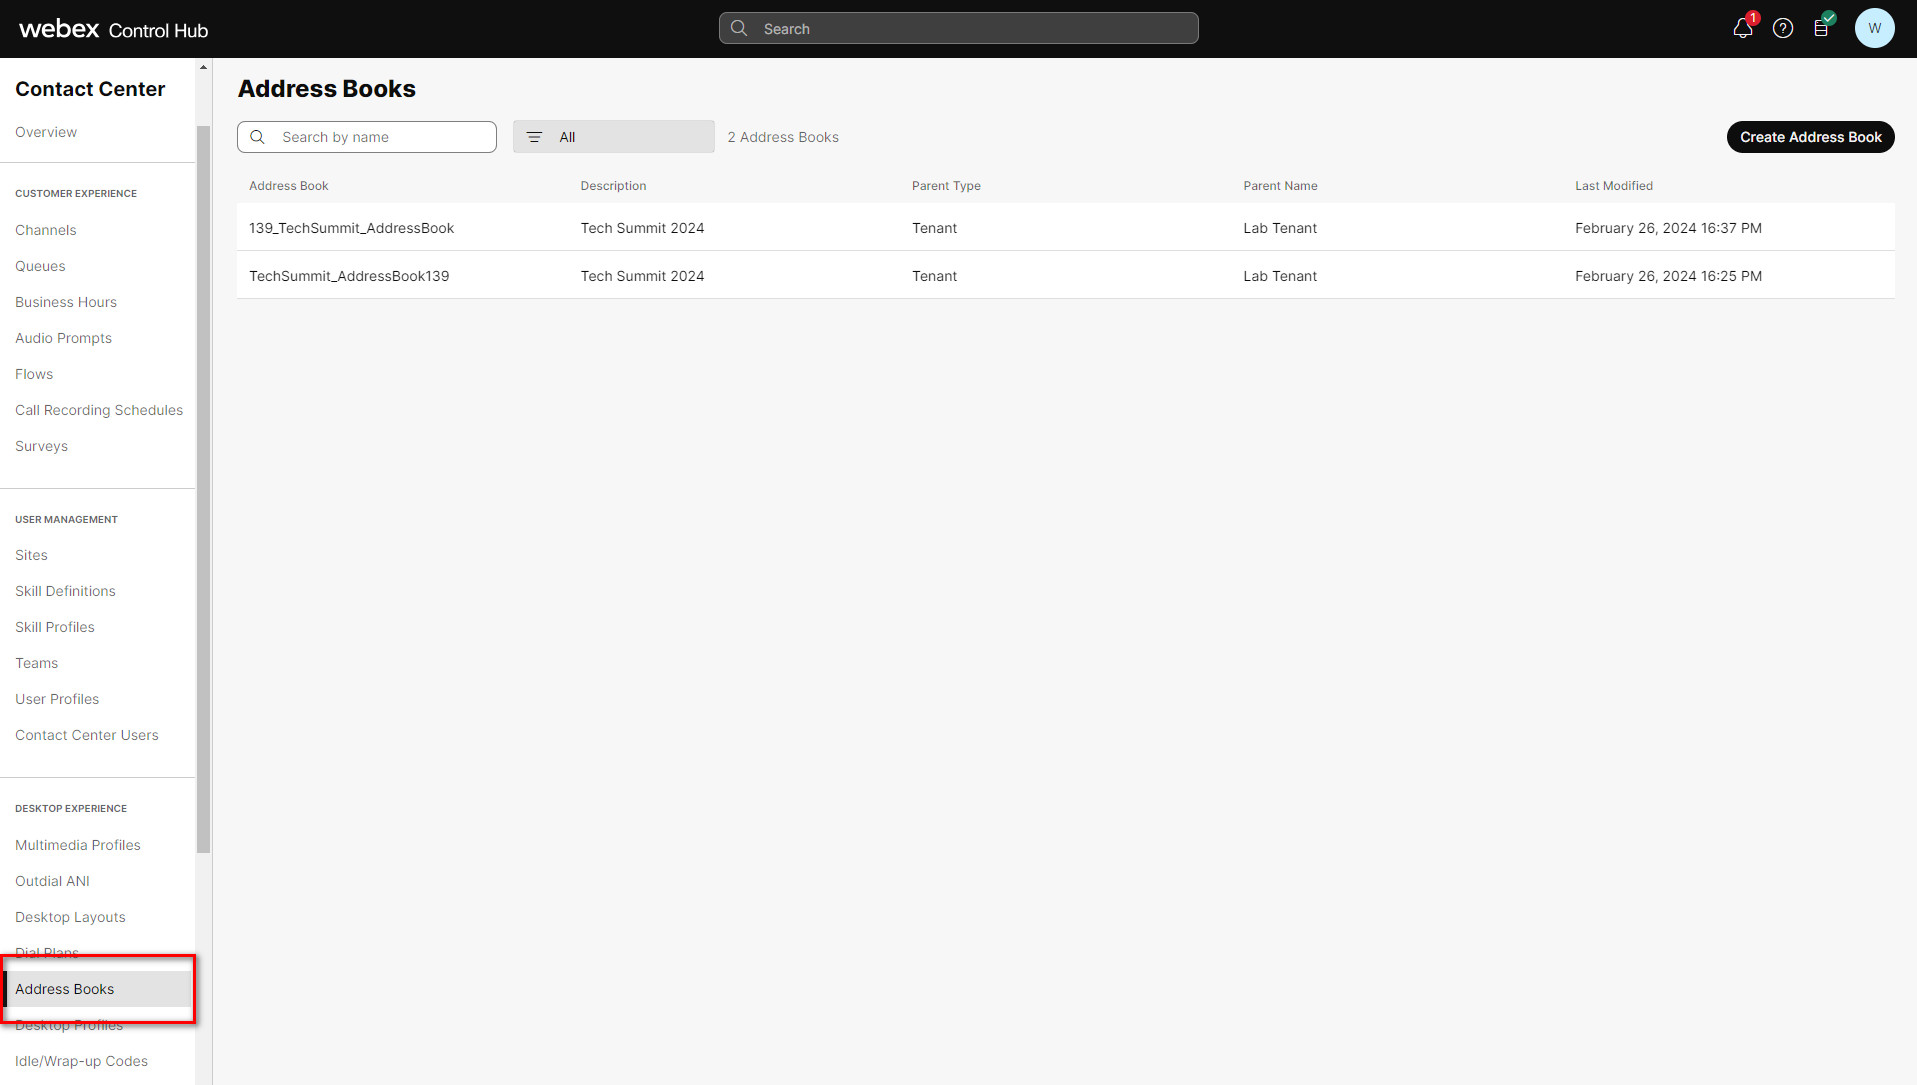 webex Control Hub
Search
1
W
Contact Center
Overview
CUSTOMER EXPERIENCE
Channels
Queues
Business Hours
Audio Prompts
Flows
Call Recording Schedules
Surveys
USER MANAGEMENT
Sites
Skill Definitions
Skill Profiles
Teams
User Profiles
Contact Center Users
DESKTOP EXPERIENCE
Multimedia Profiles
Outdial ANI
Desktop Layouts
Dial Plans
Address Books
Desktop Profiles
Idle/Wrap-up Codes
Address Books
Search by name All 2 Address Books Create Address Book
Address Book Description Parent Type Parent Name Last Modified
139_TechSummit_AddressBook Tech Summit 2024 Tenant Lab Tenant February 26, 2024 16:37 PM
TechSummit_AddressBook139 Tech Summit 2024 Tenant Lab Tenant February 26, 2024 16:25 PM